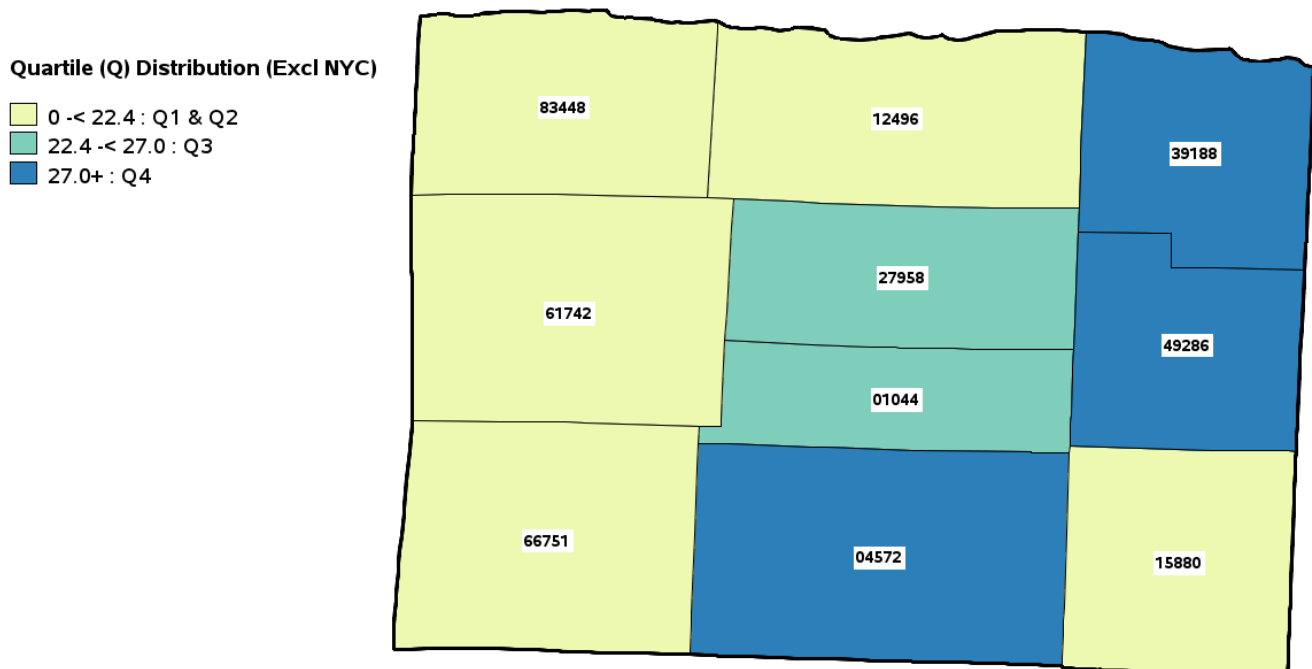 Quartile (Q) Distribution (Excl NYC)
0 -< 22.4 : Q1 & Q2
22.4 -< 27.0 : Q3
27.0+ : Q4
83448
12496
39188
27958
61742
49286
01044
66751
04572
15880